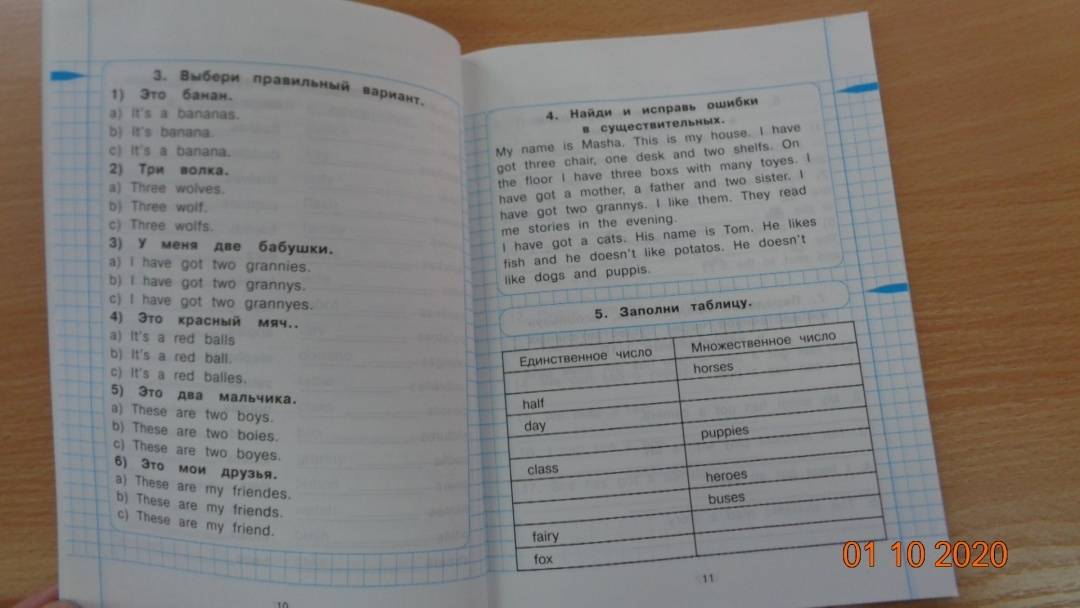 3. Выбери правильный вариант.
1) Это банан.
a) It's a bananas.
b) It's banana.
c) It's a banana.
2) Три волка.
a) Three wolves.
b) Three wolf.
c) Three wolfs.
3) У меня две бабушки.
a) I have got two grannies.
b) I have got two grannys.
c) I have got two grannyes.
4) Это красный мяч..
a) It's a red balls
b) It's a red ball.
c) It's a red balles.
5) Это два мальчика.
a) These are two boys.
b) These are two boies.
c) These are two boyes.
6) Это мои друзья.
a) These are my friendes.
b) These are my friends.
c) These are my friend.
10
4. Найди и исправь ошибки
в существительных.
My name is Masha. This is my house. I have
got three chair, one desk and two shelfs. On
the floor I have three boxs with many toyes. I
have got a mother, a father and two sister. I
have got two grannys. I like them. They read
me stories in the evening.
I have got a cats. His name is Tom. He likes
fish and he doesn't like potatos. He doesn't
like dogs and puppis.
5. Заполни таблицу.
Единственное число Множественное число
horses
half
day
puppies
class
heroes
buses
fairy
fox
11
01 10 2020